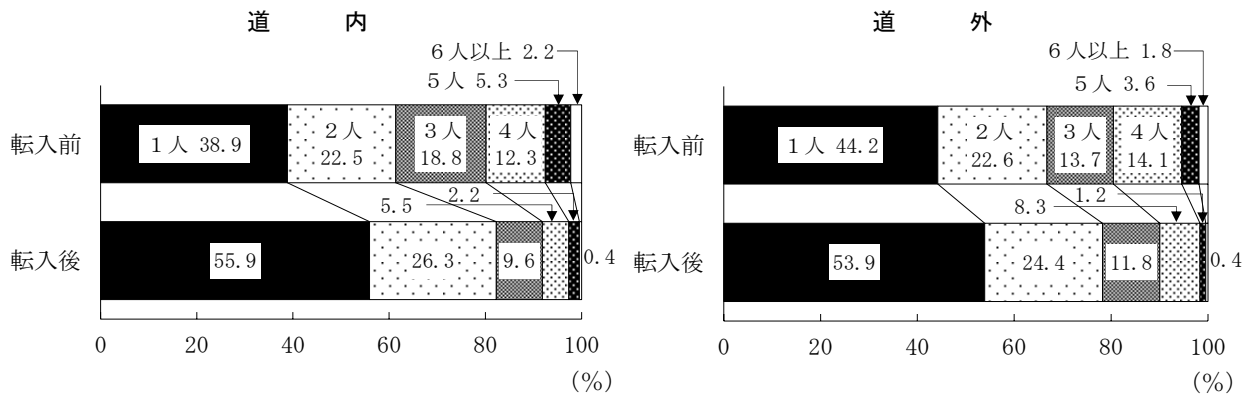 道 内
6人以上 2.2
5人 5.3
転入前
1人 38.9
2人
22.5
3人
18.8
4人
12.3
5.5
2.2
転入後
55.9
26.3
9.6
0.4
0 20 40 60 80 100
(%)
道 外
6人以上 1.8
5人 3.6
転入前
1人 44.2
2人
22.6
3人
13.7
4人
14.1
8.3
1.2
転入後
53.9
24.4
11.8
0.4
0 20 40 60 80 100
(%)